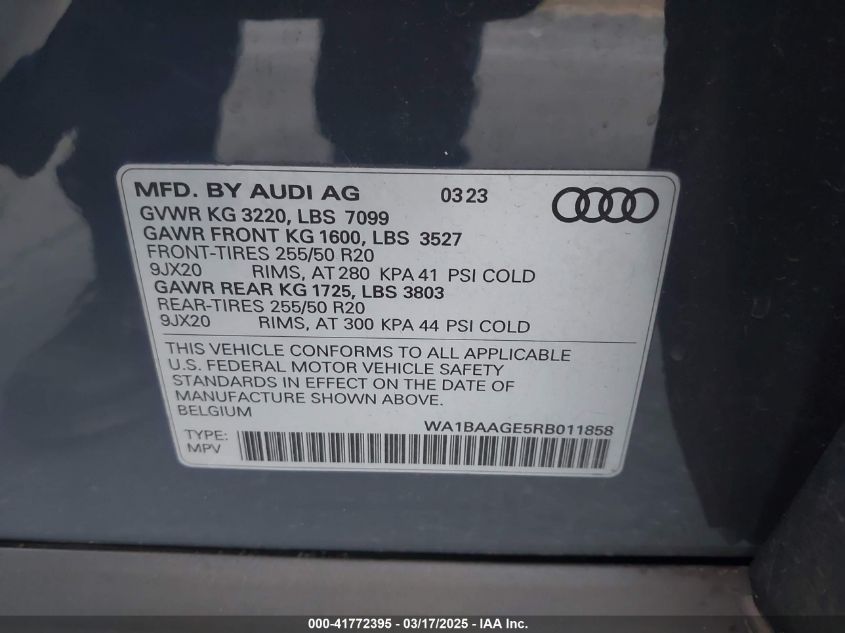 MFD. BY AUDI AG 0323
GVWR KG 3220, LBS 7099
GAWR FRONT KG 1600, LBS 3527
FRONT-TIRES 255/50 R20
9JX20 RIMS, AT 280 KPA 41 PSI COLD
GAWR REAR KG 1725, LBS 3803
REAR-TIRES 255/50 R20
9JX20 RIMS, AT 300 KPA 44 PSI COLD
THIS VEHICLE CONFORMS TO ALL APPLICABLE
U.S. FEDERAL MOTOR VEHICLE SAFETY
STANDARDS IN EFFECT ON THE DATE OF
MANUFACTURE SHOWN ABOVE.
BELGIUM
WA1BAAGE5RB011858
TYPE:
MPV
000-41772395 - 03/17/2025 - IAA Inc.